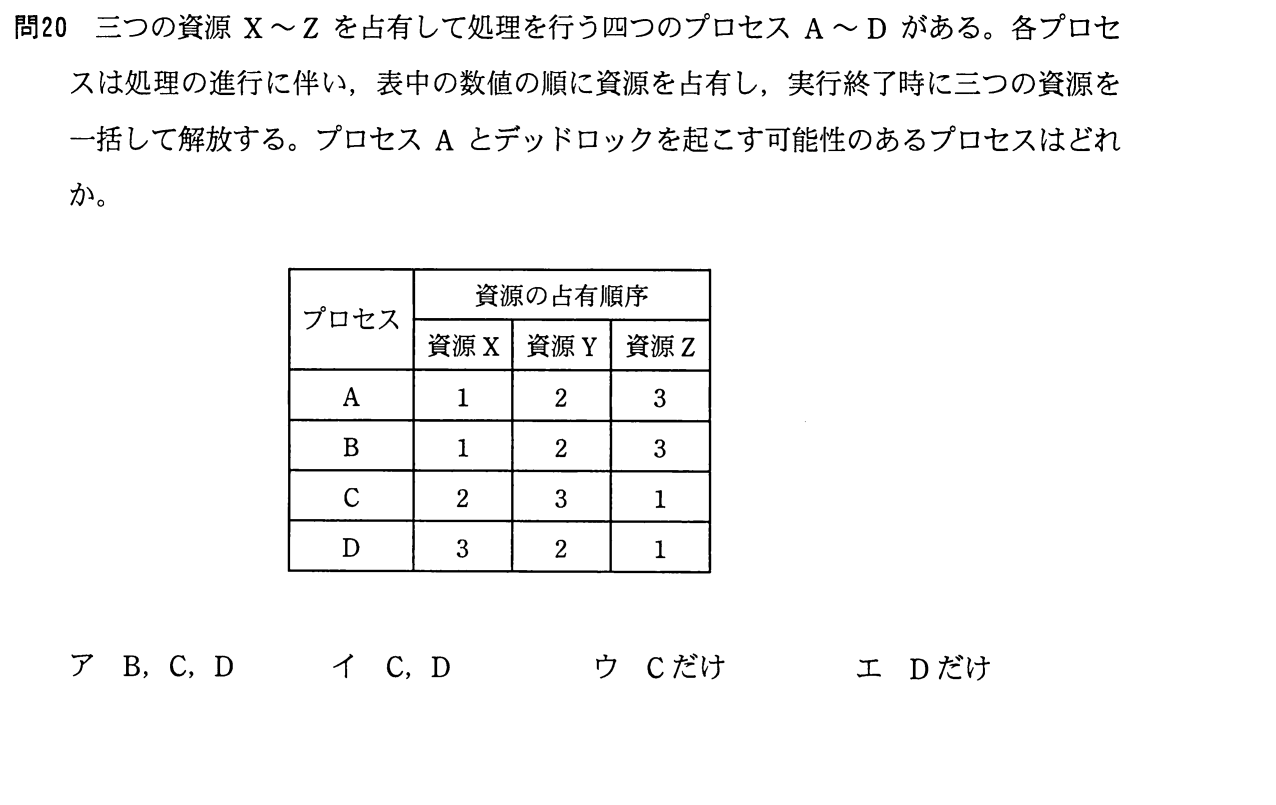 問20 三つの資源 X～Z を占有して処理を行う四つのプロセス A～D がある。各プロセ
スは処理の進行に伴い，表中の数値の順に資源を占有し，実行終了時に三つの資源を
一括して解放する。プロセス A とデッドロックを起こす可能性のあるプロセスはどれ
か。
プロセス 資源の占有順序
資源 X 資源 Y 資源 Z
A 1 2 3
B 1 2 3
C 2 3 1
D 3 2 1
ア B，C，D イ C，D ウ Cだけ エ Dだけ